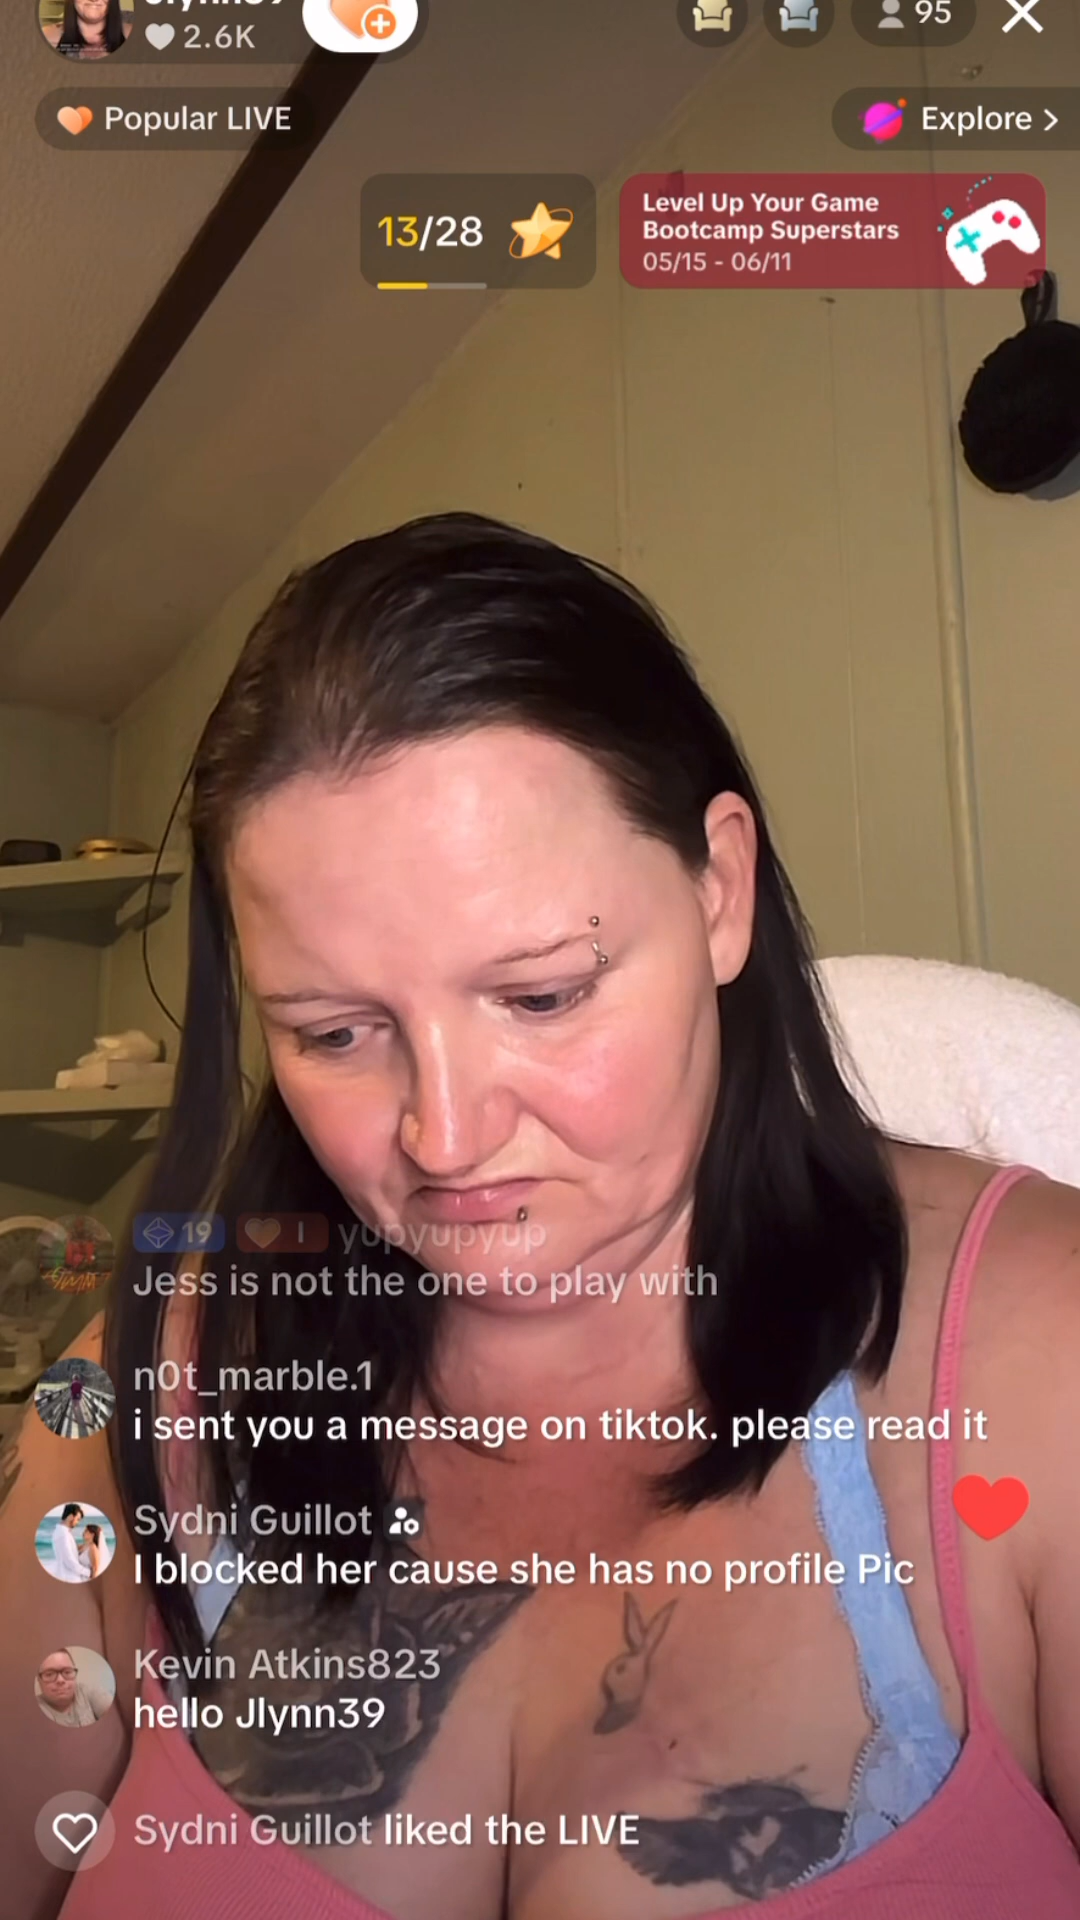 2.6K
95
Popular LIVE
Explore >
13/28
Level Up Your Game
Bootcamp Superstars
05/15 - 06/11
19 1 yupyupyup
Jess is not the one to play with
n0t_marble.1
i sent you a message on tiktok. please read it
Sydni Guillot
I blocked her cause she has no profile Pic
Kevin Atkins823
hello Jlynn39
Sydni Guillot liked the LIVE